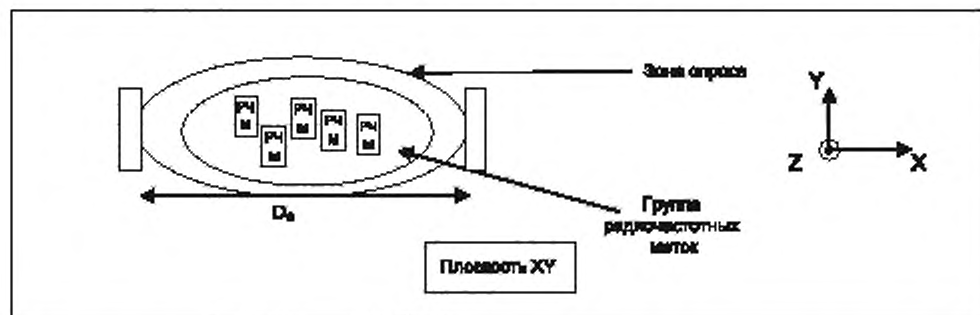 Зона опроса
РЧ
М
РЧ
М
РЧ
М
РЧ
М
РЧ
М
Y
Z
X
Группа
радиочастотных
меток
Плоскость XY